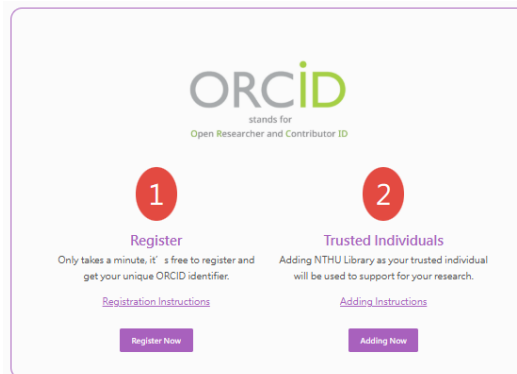 ORCID
stands for
Open Researcher and Contributor ID
1
Register
Only takes a minute, it' s free to register and
get your unique ORCID identifier.
Registration Instructions
Register Now
2
Trusted Individuals
Adding NTHU Library as your trusted individual
will be used to support for your research.
Adding Instructions
Adding Now